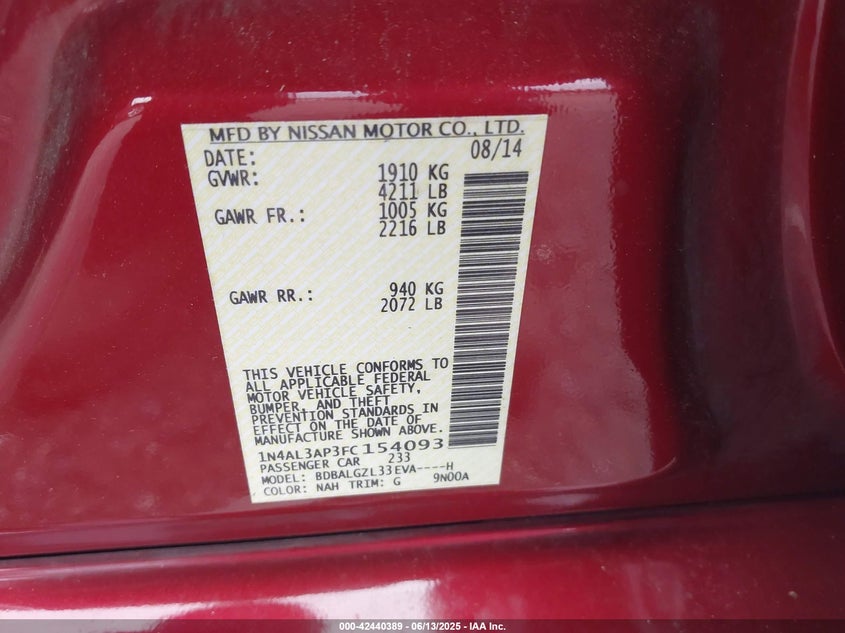 MFD BY NISSAN MOTOR CO., LTD.
DATE: 08/14
GVWR: 1910 KG
4211 LB
GAWR FR.: 1005 KG
2216 LB
GAWR RR.: 940 KG
2072 LB
THIS VEHICLE CONFORMS TO
ALL APPLICABLE FEDERAL
MOTOR VEHICLE SAFETY,
BUMPER, AND THEFT
PREVENTION STANDARDS IN
EFFECT ON THE DATE OF
MANUFACTURE SHOWN ABOVE.
1N4AL3AP3FC154093
PASSENGER CAR 233
MODEL: BDBALGZL33EVA----H
COLOR: NAH TRIM: G 9N00A
000-42440389 - 06/13/2025 - IAA Inc.